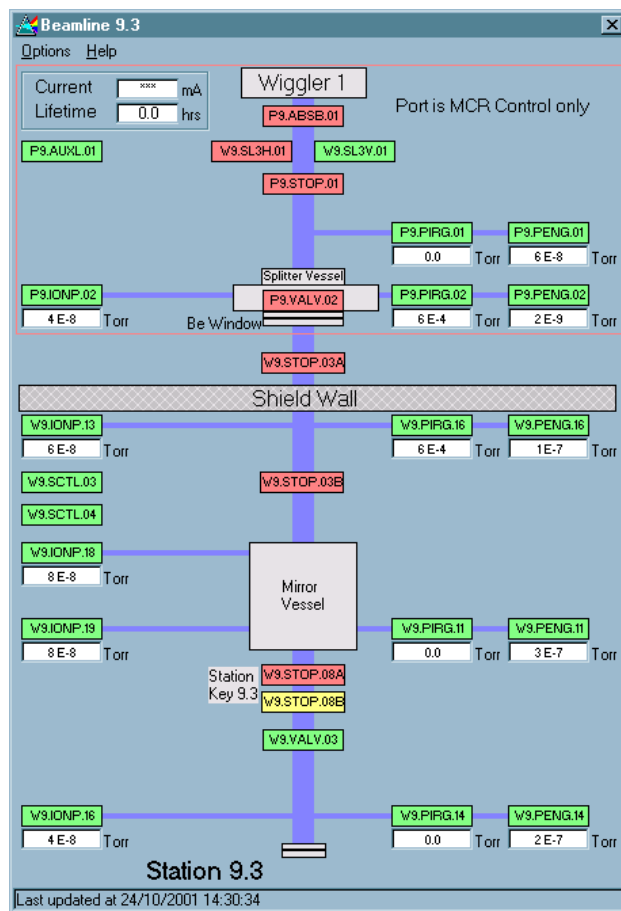 Beamline 9.3
Options Help
Current *** mA
Lifetime 0.0 hrs
Wiggler 1
Port is MCR Control only
P9.ABSB.01
P9.AUXL.01
W9.SL3H.01
W9.SL3V.01
P9.STOP.01
P9.PIRG.01
P9.PENG.01
0.0 Torr
6 E-8 Torr
Splitter Vessel
P9.IONP.02
P9.VALV.02
P9.PIRG.02
P9.PENG.02
4 E-8 Torr
Be Window
6 E-4 Torr
2 E-9 Torr
W9.STOP.03A
Shield Wall
W9.IONP.13
W9.PIRG.16
W9.PENG.16
6 E-8 Torr
6 E-4 Torr
1E-7 Torr
W9.SCTL.03
W9.STOP.03B
W9.SCTL.04
W9.IONP.18
8 E-8 Torr
Mirror
Vessel
W9.IONP.19
W9.PIRG.11
W9.PENG.11
8 E-8 Torr
0.0 Torr
3 E-7 Torr
Station
Key 9.3
W9.STOP.08A
W9.STOP.08B
W9.VALV.03
W9.IONP.16
W9.PIRG.14
W9.PENG.14
4 E-8 Torr
0.0 Torr
2 E-7 Torr
Station 9.3
Last updated at 24/10/2001 14:30:34